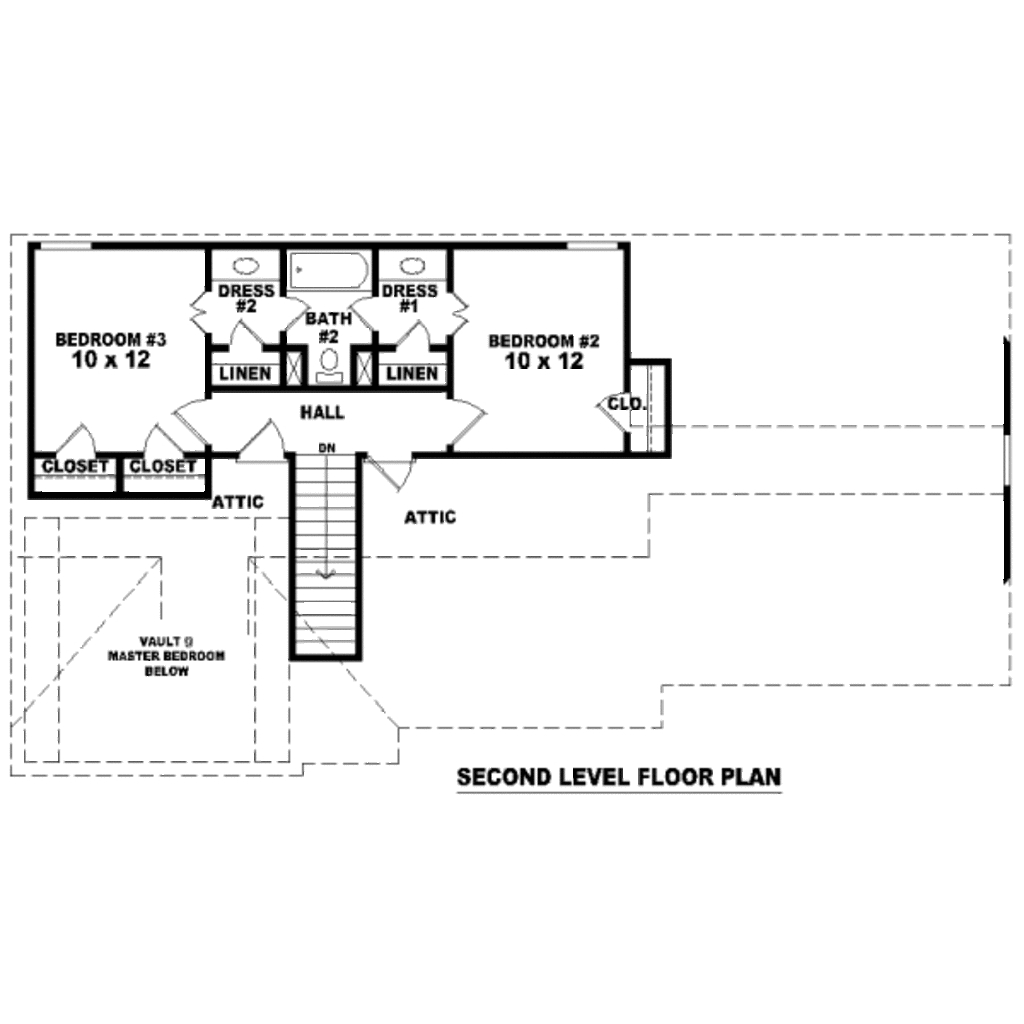 DRESS
#2
DRESS
#1
BATH
#2
BEDROOM #3
10 x 12
BEDROOM #2
10 x 12
LINEN
LINEN
HALL
CLO.
DN
CLOSET
CLOSET
ATTIC
ATTIC
VAULT @
MASTER BEDROOM
BELOW
SECOND LEVEL FLOOR PLAN